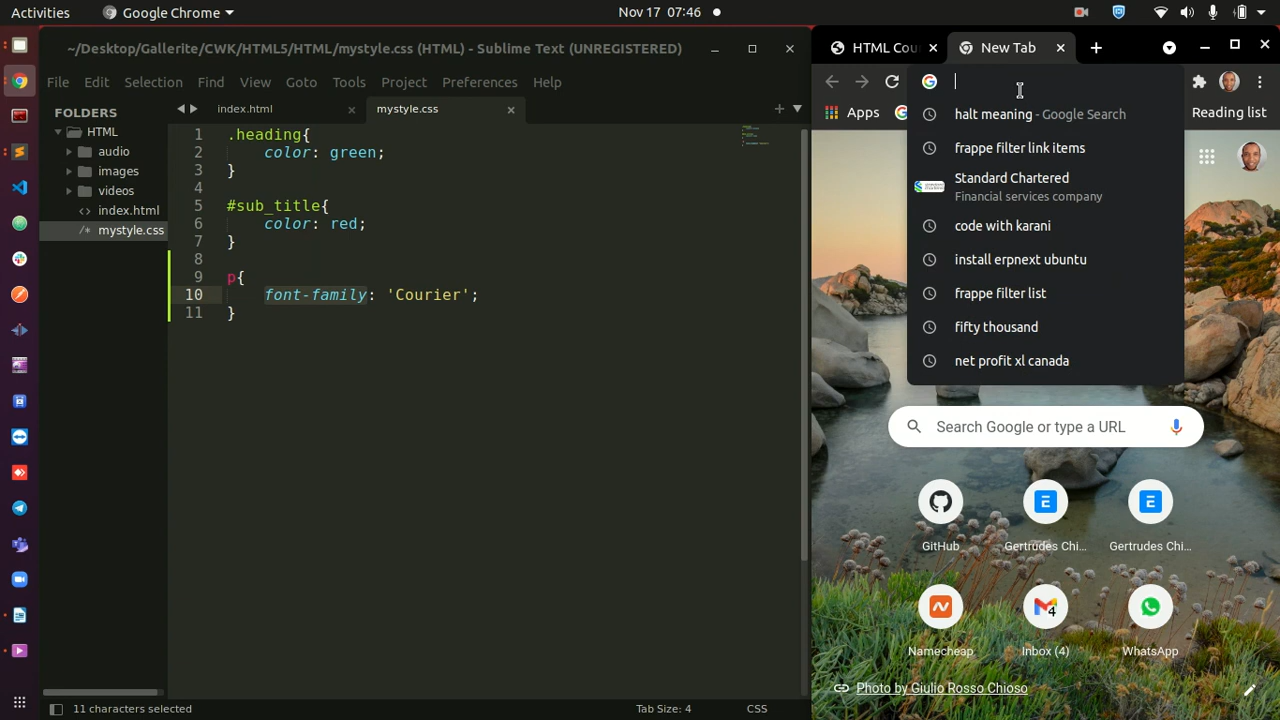 Activities
Google Chrome
Nov 17 07:46
~/Desktop/Gallerite/CWK/HTML5/HTML/mystyle.css (HTML) - Sublime Text (UNREGISTERED)
File Edit Selection Find View Goto Tools Project Preferences Help
FOLDERS
HTML
audio
images
videos
index.html
mystyle.css
index.html
mystyle.css
1 .heading{
2 color: green;
3 }
4
5 #sub_title{
6 color: red;
7 }
8
9 p{
10 font-family: 'Courier';
11 }
11 characters selected
Tab Size: 4
CSS
HTML Cou
New Tab
Apps
Reading list
halt meaning - Google Search
frappe filter link items
Standard Chartered
Financial services company
code with karani
install erpnext ubuntu
frappe filter list
fifty thousand
net profit xl canada
Search Google or type a URL
GitHub
Gertrudes Chi...
Gertrudes Chi...
Namecheap
4
Inbox (4)
WhatsApp
Photo by Giulio Rosso Chioso